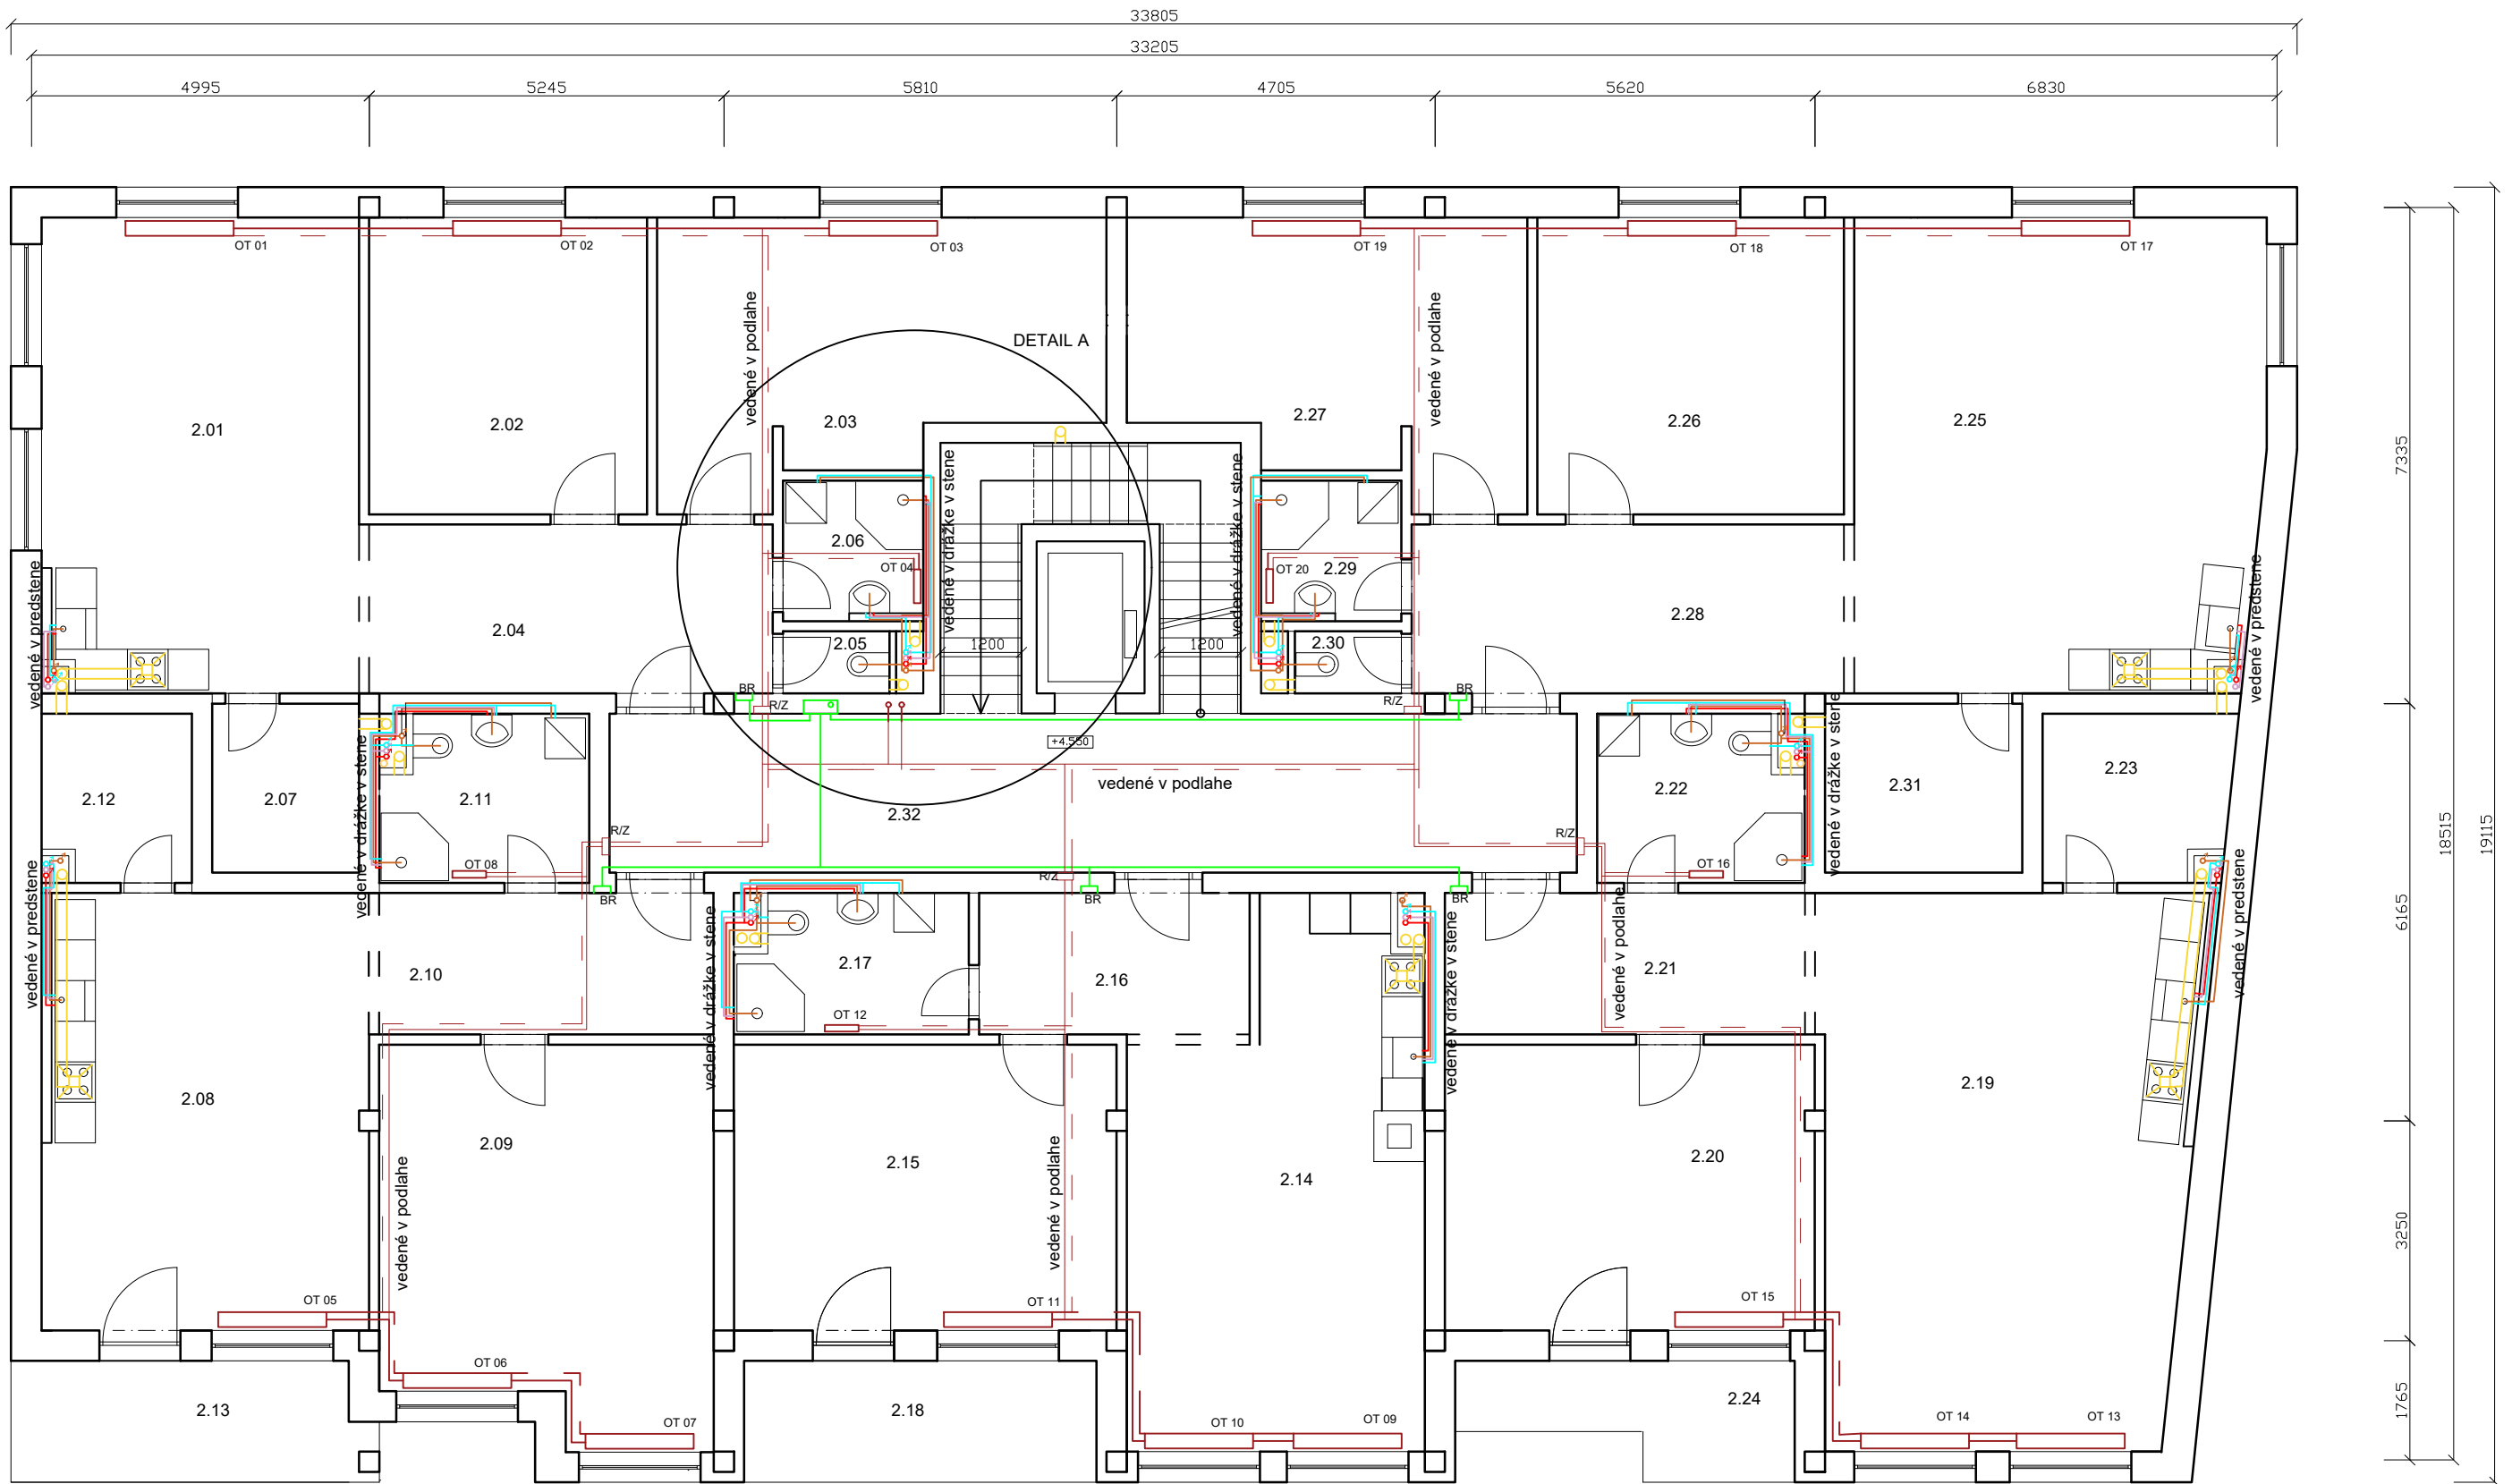 33805
33205
4995
5245
5810
4705
5620
6830
OT 01
OT 02
OT 03
OT 19
OT 18
OT 17
vedené v podlahe
vedené v podlahe
DETAIL A
2.01
2.02
2.03
2.27
2.26
2.25
7335
vedené v drážke v stene
vedené v drážke v stene
2.06
OT 04
OT 20
2.29
vedené v predstene
vedené v predstene
2.04
2.05
1200
1200
2.30
2.28
BR
R/Z
R/Z
BR
+4.550
vedené v podlahe
2.12
2.07
vedené v drážke v stene
2.11
2.32
2.22
vedené v drážke v stene
2.31
2.23
18515
19115
R/Z
R/Z
OT 08
R/Z
OT 16
BR
BR
BR
vedené v predstene
vedené v predstene
6165
vedené v drážke v stene
vedené v drážke v stene
vedené v podlahe
2.10
2.17
2.16
2.21
OT 12
2.08
2.09
2.15
2.14
2.20
2.19
vedené v podlahe
vedené v podlahe
3250
OT 05
OT 11
OT 15
OT 06
1765
2.13
2.18
2.24
OT 07
OT 10
OT 09
OT 14
OT 13